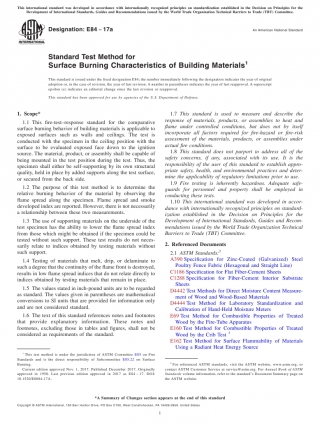 This international standard was developed in accordance with internationally recognized principles on standardization established in the Decision on Principles for the
Development of International Standards, Guides and Recommendations issued by the World Trade Organization Technical Barriers to Trade (TBT) Committee.
Designation: E84 − 17a
An American National Standard
INTERNATIONAL
Standard Test Method for
Surface Burning Characteristics of Building Materials1
This standard is issued under the fixed designation E84; the number immediately following the designation indicates the year of original
adoption or, in the case of revision, the year of last revision. A number in parentheses indicates the year of last reapproval. A superscript
epsilon (ε) indicates an editorial change since the last revision or reapproval.
This standard has been approved for use by agencies of the U.S. Department of Defense.
1. Scope*
1.1 This fire-test-response standard for the comparative
surface burning behavior of building materials is applicable to
exposed surfaces such as walls and ceilings. The test is
conducted with the specimen in the ceiling position with the
surface to be evaluated exposed face down to the ignition
source. The material, product, or assembly shall be capable of
being mounted in the test position during the test. Thus, the
specimen shall either be self-supporting by its own structural
quality, held in place by added supports along the test surface,
or secured from the back side.
1.2 The purpose of this test method is to determine the
relative burning behavior of the material by observing the
flame spread along the specimen. Flame spread and smoke
developed index are reported. However, there is not necessarily
a relationship between these two measurements.
1.3 The use of supporting materials on the underside of the
test specimen has the ability to lower the flame spread index
from those which might be obtained if the specimen could be
tested without such support. These test results do not neces-
sarily relate to indices obtained by testing materials without
such support.
1.4 Testing of materials that melt, drip, or delaminate to
such a degree that the continuity of the flame front is destroyed,
results in low flame spread indices that do not relate directly to
indices obtained by testing materials that remain in place.
1.5 The values stated in inch-pound units are to be regarded
as standard. The values given in parentheses are mathematical
conversions to SI units that are provided for information only
and are not considered standard.
1.6 The text of this standard references notes and footnotes
that provide explanatory information. These notes and
footnotes, excluding those in tables and figures, shall not be
considered as requirements of the standard.
1 This test method is under the jurisdiction of ASTM Committee E05 on Fire
Standards and is the direct responsibility of Subcommittee E05.22 on Surface
Burning.
Current edition approved Nov. 1, 2017. Published December 2017. Originally
approved in 1950. Last previous edition approved in 2017 as E84 – 17. DOI:
10.1520/E0084-17A.
1.7 This standard is used to measure and describe the
response of materials, products, or assemblies to heat and
flame under controlled conditions, but does not by itself
incorporate all factors required for fire-hazard or fire-risk
assessment of the materials, products, or assemblies under
actual fire conditions.
1.8 This standard does not purport to address all of the
safety concerns, if any, associated with its use. It is the
responsibility of the user of this standard to establish appro-
priate safety, health, and environmental practices and deter-
mine the applicability of regulatory limitations prior to use.
1.9 Fire testing is inherently hazardous. Adequate safe-
guards for personnel and property shall be employed in
conducting these tests.
1.10 This international standard was developed in accor-
dance with internationally recognized principles on standard-
ization established in the Decision on Principles for the
Development of International Standards, Guides and Recom-
mendations issued by the World Trade Organization Technical
Barriers to Trade (TBT) Committee.
2. Referenced Documents
2.1 ASTM Standards:2
A390 Specification for Zinc-Coated (Galvanized) Steel
Poultry Fence Fabric (Hexagonal and Straight Line)
C1186 Specification for Flat Fiber-Cement Sheets
C1288 Specification for Fiber-Cement Interior Substrate
Sheets
D4442 Test Methods for Direct Moisture Content Measure-
ment of Wood and Wood-Based Materials
D4444 Test Method for Laboratory Standardization and
Calibration of Hand-Held Moisture Meters
E69 Test Method for Combustible Properties of Treated
Wood by the Fire-Tube Apparatus
E160 Test Method for Combustible Properties of Treated
Wood by the Crib Test
E162 Test Method for Surface Flammability of Materials
Using a Radiant Heat Energy Source
2 For referenced ASTM standards, visit the ASTM website, www.astm.org, or
contact ASTM Customer Service at service@astm.org. For Annual Book of ASTM
Standards volume information, refer to the standard's Document Summary page on
the ASTM website.
*A Summary of Changes section appears at the end of this standard
Copyright © ASTM International, 100 Barr Harbor Drive, PO Box C700, West Conshohocken, PA 19428-2959. United States
1